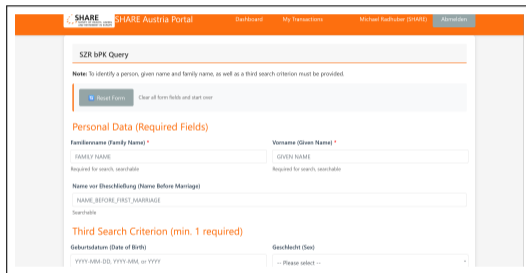 SHARE SHARE Austria Portal Dashboard My Transactions Michael Radhuber (SHARE) Abmelden
SZR bPK Query
Note: To identify a person, given name and family name, as well as a third search criterion must be provided.
Reset Form Clear all form fields and start over
Personal Data (Required Fields)
Familienname (Family Name) * Vorname (Given Name) *
FAMILY NAME GIVEN NAME
Required for search, searchable Required for search, searchable
Name vor Eheschließung (Name Before Marriage)
NAME_BEFORE_FIRST_MARRIAGE
Searchable
Third Search Criterion (min. 1 required)
Geburtsdatum (Date of Birth) Geschlecht (Sex)
YYYY-MM-DD, YYYY-MM, or YYYY -- Please select --